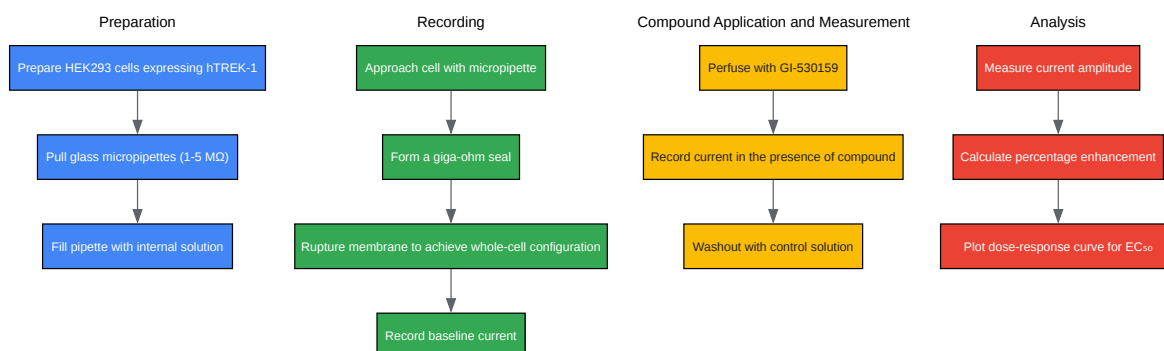 Preparation
Prepare HEK293 cells expressing hTREK-1
Pull glass micropipettes (1-5 MΩ)
Fill pipette with internal solution
Recording
Approach cell with micropipette
Form a giga-ohm seal
Rupture membrane to achieve whole-cell configuration
Record baseline current
Compound Application and Measurement
Perfuse with GI-530159
Record current in the presence of compound
Washout with control solution
Analysis
Measure current amplitude
Calculate percentage enhancement
Plot dose-response curve for EC₅₀